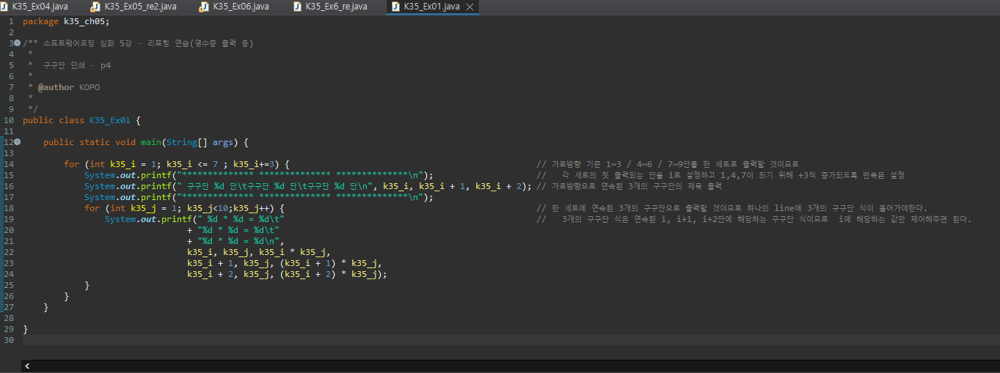 K35_Ex04.java K35_Ex05_re2.java K35_Ex06.java K35_Ex6_re.java K35_Ex01.java
1 package k35_ch05;
2
3 /** 소프트웨어코딩 심화 5강 - 리프팅 연습(영수증 출력 등)
4  *
5  *  구구단 인쇄 - p4
6  *
7  * @author KOPO
8  *
9  */
10 public class K35_Ex01 {
11
12     public static void main(String[] args) {
13
14         for (int k35_i = 1; k35_i <= 7 ; k35_i+=3) { // 가로방향 기준 1~3 / 4~6 / 7~9단를 한 세트로 출력할 것이므로
15             System.out.printf("************** ************** **************\n"); //   각 세트의 첫 출력되는 단을 i로 설정하고 1,4,7이 되기 위해 +3씩 증가되도록 반복문 설정
16             System.out.printf(" 구구단 %d 단\t구구단 %d 단\t구구단 %d 단\n", k35_i, k35_i + 1, k35_i + 2); // 가로방향으로 연속된 3개의 구구단의 제목 출력
17             System.out.printf("************** ************** **************\n");
18             for (int k35_j = 1; k35_j<10;k35_j++) { // 한 세트에 연속된 3개의 구구단으로 출력할 것이므로 하나의 line에 3개의 구구단 식이 들어가야한다.
19                 System.out.printf(" %d * %d = %d\t" //   3개의 구구단 식은 연속된 i, i+1, i+2단에 해당하는 구구단 식이므로  i에 해당하는 값만 제어해주면 된다.
20                                 + "%d * %d = %d\t"
21                                 + "%d * %d = %d\n",
22                                 k35_i, k35_j, k35_i * k35_j,
23                                 k35_i + 1, k35_j, (k35_i + 1) * k35_j,
24                                 k35_i + 2, k35_j, (k35_i + 2) * k35_j);
25             }
26         }
27     }
28
29 }
30